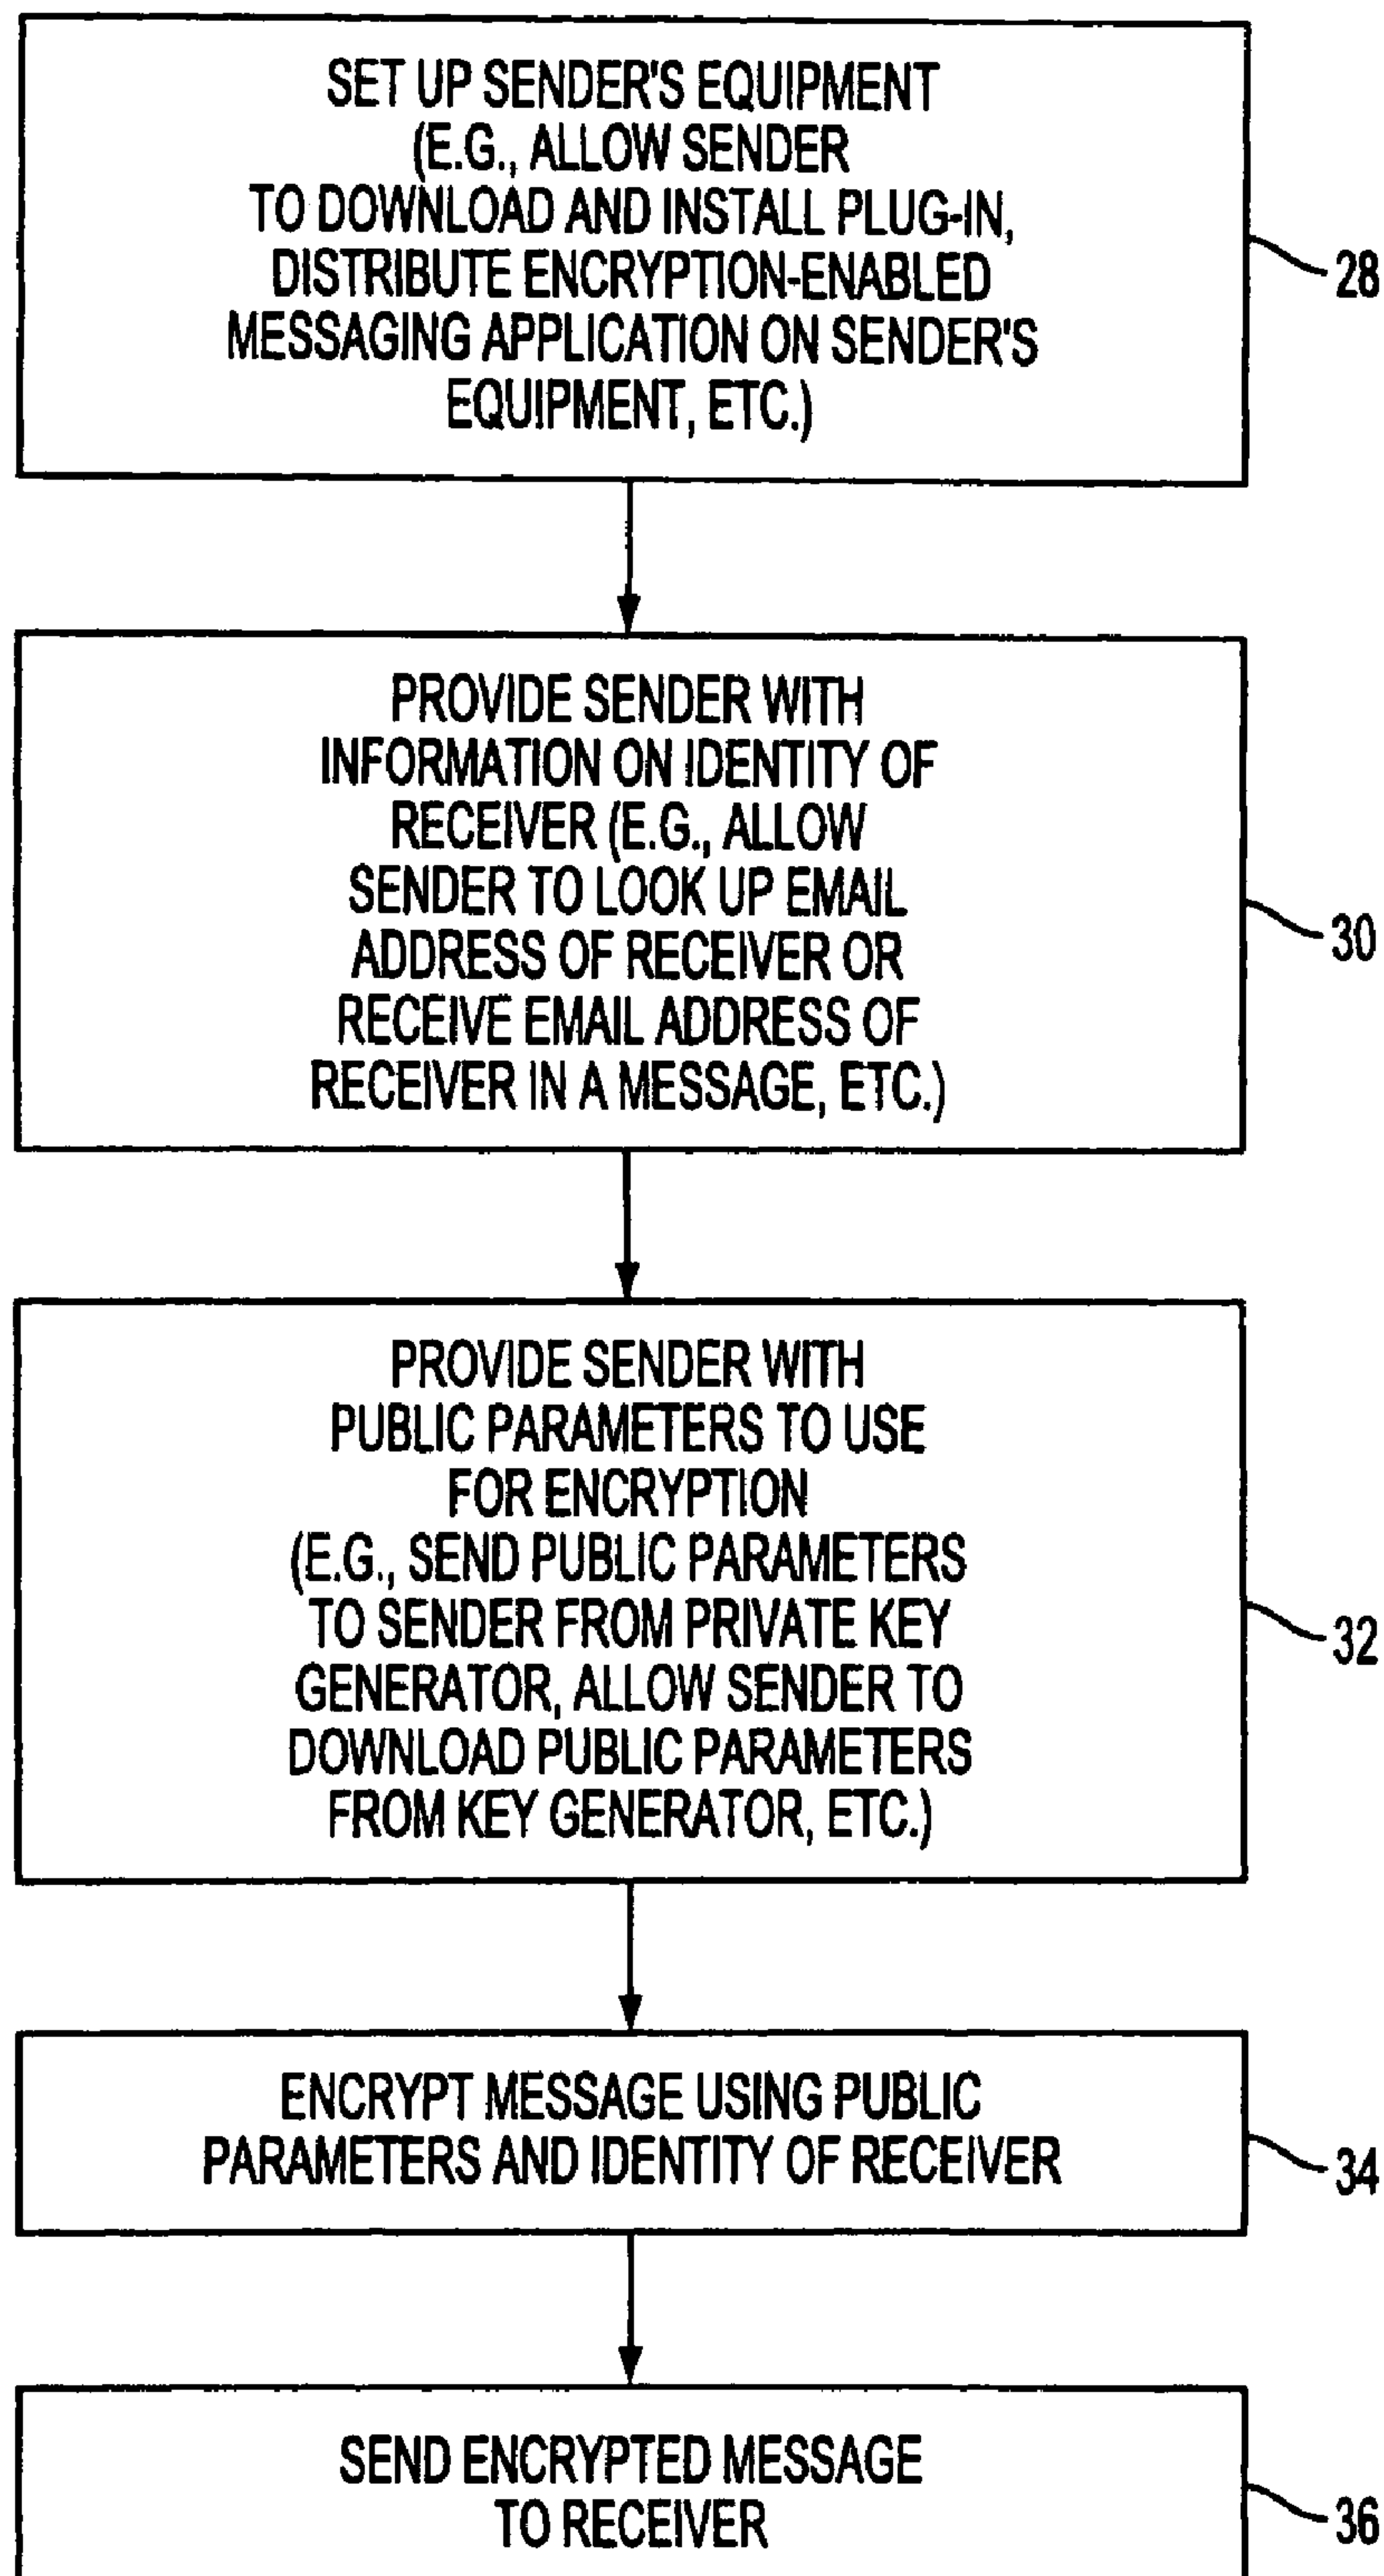 SET UP SENDER'S EQUIPMENT
(E.G., ALLOW SENDER
TO DOWNLOAD AND INSTALL PLUG-IN,
DISTRIBUTE ENCRYPTION-ENABLED
MESSAGING APPLICATION ON SENDER'S
EQUIPMENT, ETC.)
28
PROVIDE SENDER WITH
INFORMATION ON IDENTITY OF
RECEIVER (E.G., ALLOW
SENDER TO LOOK UP EMAIL
ADDRESS OF RECEIVER OR
RECEIVE EMAIL ADDRESS OF
RECEIVER IN A MESSAGE, ETC.)
30
PROVIDE SENDER WITH
PUBLIC PARAMETERS TO USE
FOR ENCRYPTION
(E.G., SEND PUBLIC PARAMETERS
TO SENDER FROM PRIVATE KEY
GENERATOR, ALLOW SENDER TO
DOWNLOAD PUBLIC PARAMETERS
FROM KEY GENERATOR, ETC.)
32
ENCRYPT MESSAGE USING PUBLIC
PARAMETERS AND IDENTITY OF RECEIVER
34
SEND ENCRYPTED MESSAGE
TO RECEIVER
36